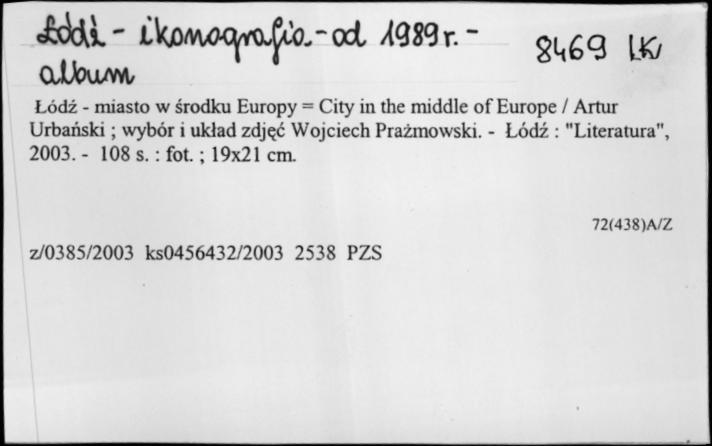 Łódź - ikonografia - od 1989 r. -
album
8469 ŁK
Łódź - miasto w środku Europy = City in the middle of Europe / Artur
Urbański ; wybór i układ zdjęć Wojciech Prażmowski. - Łódź : "Literatura",
2003. - 108 s. : fot. ; 19x21 cm.
72(438)A/Z
z/0385/2003 ks0456432/2003 2538 PZS